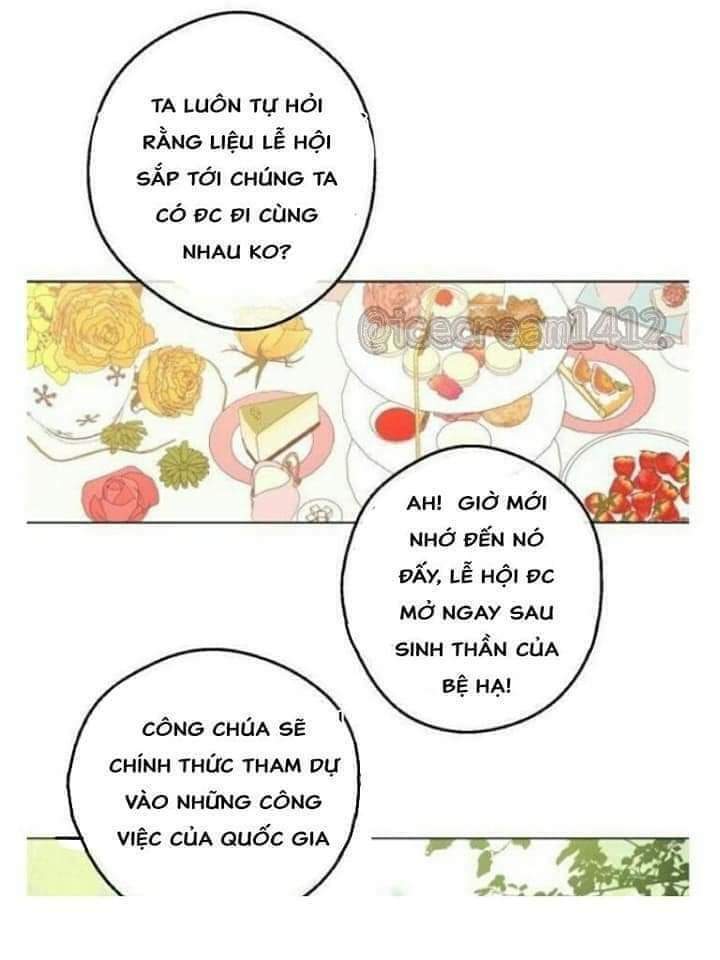 TA LUÔN TỰ HỎI
RẰNG LIỆU LỄ HỘI
SẮP TỚI CHÚNG TA
CÓ ĐC ĐI CÙNG
NHAU KO?
@icecream1412.
AH! GIỜ MỚI
NHỚ ĐẾN NÓ
ĐẤY, LỄ HỘI ĐC
MỞ NGAY SAU
SINH THẦN CỦA
BỆ HẠ!
CÔNG CHÚA SẼ
CHÍNH THỨC THAM DỰ
VÀO NHỮNG CÔNG
VIỆC CỦA QUỐC GIA